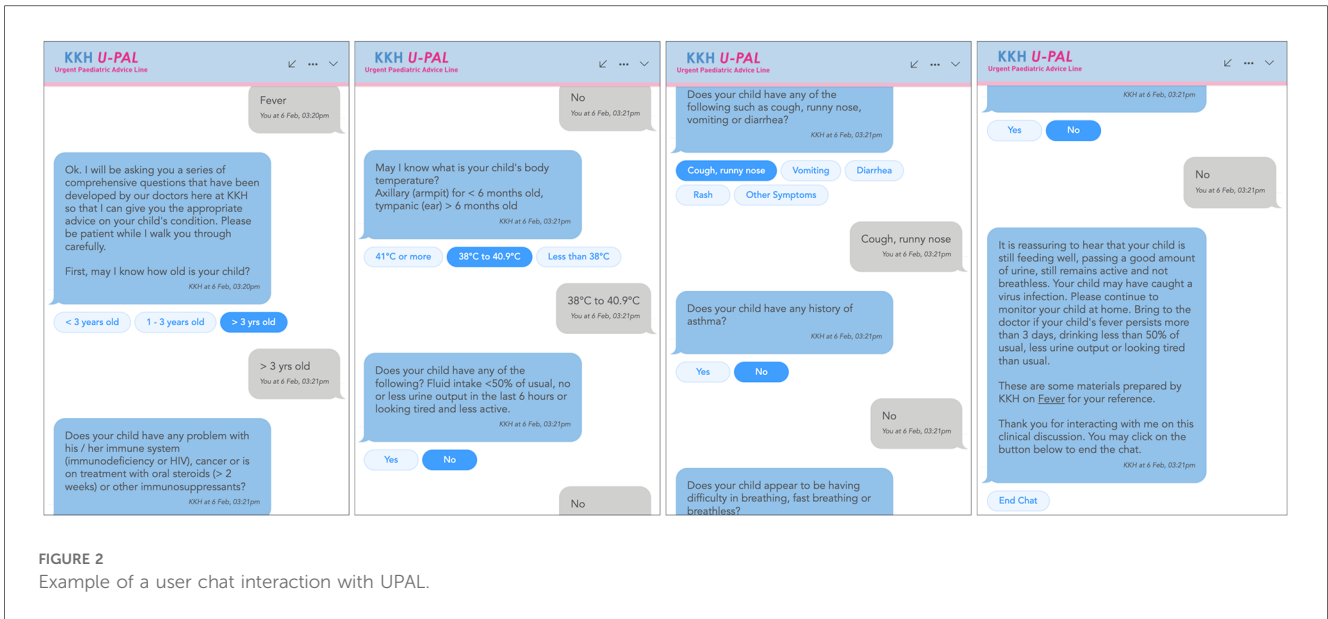 KKH U-PAL
Urgent Paediatric Advice Line
Fever
You at 6 Feb, 03:20pm
Ok. I will be asking you a series of
comprehensive questions that have been
developed by our doctors here at KKH
so that I can give you the appropriate
advice on your child's condition. Please
be patient while I walk you through
carefully.
First, may I know how old is your child?
KKH at 6 Feb, 03:20pm
< 3 years old
1 - 3 years old
> 3 yrs old
> 3 yrs old
You at 6 Feb, 03:21pm
Does your child have any problem with
his / her immune system
(immunodeficiency or HIV), cancer or is
on treatment with oral steroids (> 2
weeks) or other immunosuppressants?
KKH at 6 Feb, 03:21pm
KKH U-PAL
Urgent Paediatric Advice Line
No
You at 6 Feb, 03:21pm
May I know what is your child's body
temperature?
Axillary (armpit) for < 6 months old,
tympanic (ear) > 6 months old
KKH at 6 Feb, 03:21pm
41°C or more
38°C to 40.9°C
Less than 38°C
38°C to 40.9°C
You at 6 Feb, 03:21pm
Does your child have any of the
following? Fluid intake <50% of usual, no
or less urine output in the last 6 hours or
looking tired and less active.
KKH at 6 Feb, 03:21pm
Yes
No
No
KKH U-PAL
Urgent Paediatric Advice Line
Does your child have any of the
following such as cough, runny nose,
vomiting or diarrhea?
KKH at 6 Feb, 03:21pm
Cough, runny nose
Vomiting
Diarrhea
Rash
Other Symptoms
Cough, runny nose
You at 6 Feb, 03:21pm
Does your child have any history of
asthma?
KKH at 6 Feb, 03:21pm
Yes
No
No
You at 6 Feb, 03:21pm
Does your child appear to be having
difficulty in breathing, fast breathing or
breathless?
KKH U-PAL
Urgent Paediatric Advice Line
KKH at 6 Feb, 03:21pm
Yes
No
No
You at 6 Feb, 03:21pm
It is reassuring to hear that your child is
still feeding well, passing a good amount
of urine, still remains active and not
breathless. Your child may have caught a
virus infection. Please continue to
monitor your child at home. Bring to the
doctor if your child's fever persists more
than 3 days, drinking less than 50% of
usual, less urine output or looking tired
than usual.
These are some materials prepared by
KKH on Fever for your reference.
Thank you for interacting with me on this
clinical discussion. You may click on the
button below to end the chat.
KKH at 6 Feb, 03:21pm
End Chat
FIGURE 2
Example of a user chat interaction with UPAL.